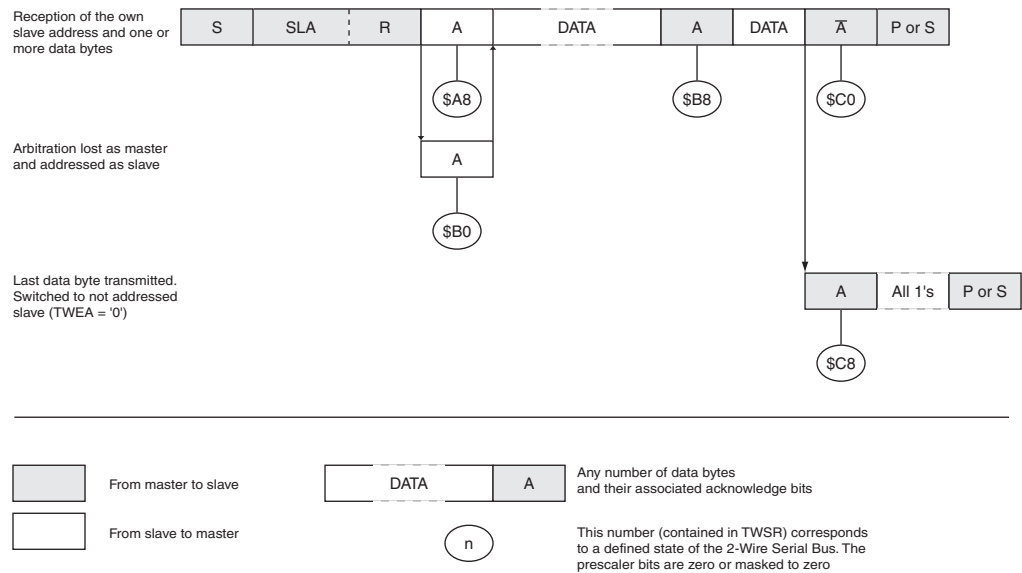 Reception of the own
slave address and one or
more data bytes
S SLA R A DATA A DATA A̅ P or S
$A8 $B8 $C0
Arbitration lost as master
and addressed as slave
A
$B0
Last data byte transmitted.
Switched to not addressed
slave (TWEA = '0')
A All 1's P or S
$C8
From master to slave
DATA A
Any number of data bytes
and their associated acknowledge bits
From slave to master
n
This number (contained in TWSR) corresponds
to a defined state of the 2-Wire Serial Bus. The
prescaler bits are zero or masked to zero